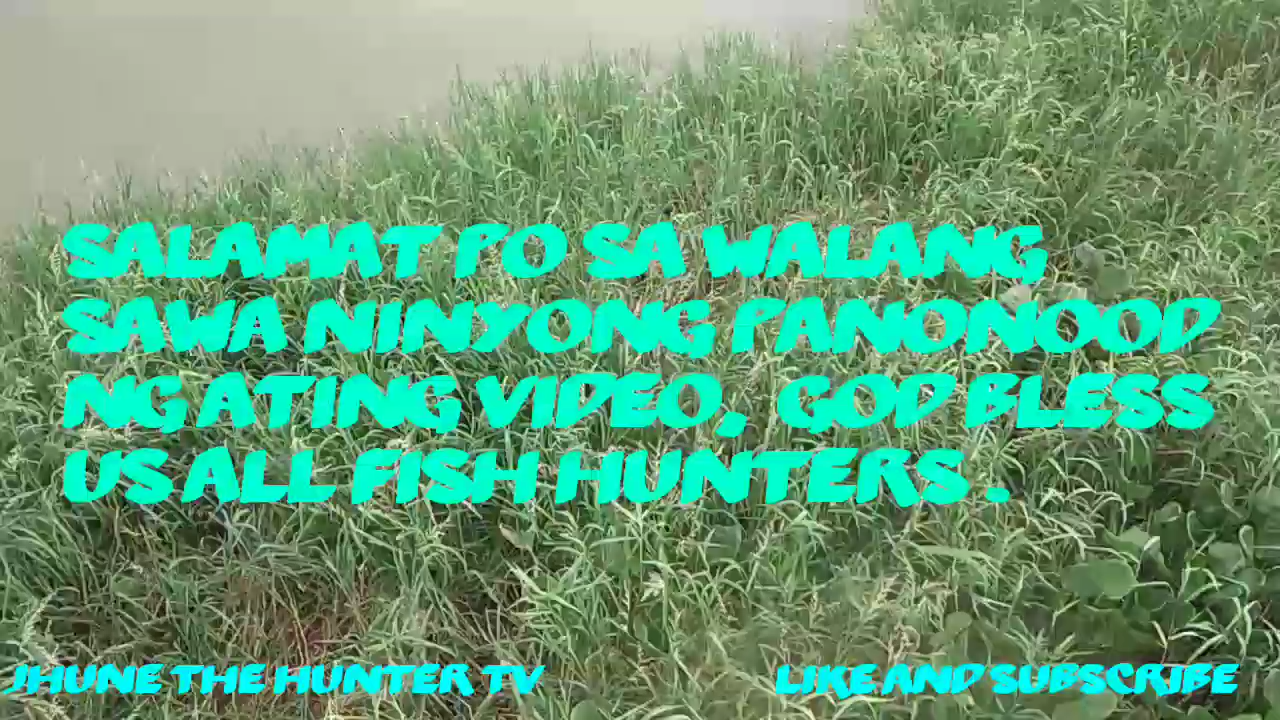 SALAMAT PO SA WALANG
SAWA NINYONG PANONOOD
NG ATING VIDEO, GOD BLESS
US ALL FISH HUNTERS .
JHUNE THE HUNTER TV
LIKE AND SUBSCRIBE